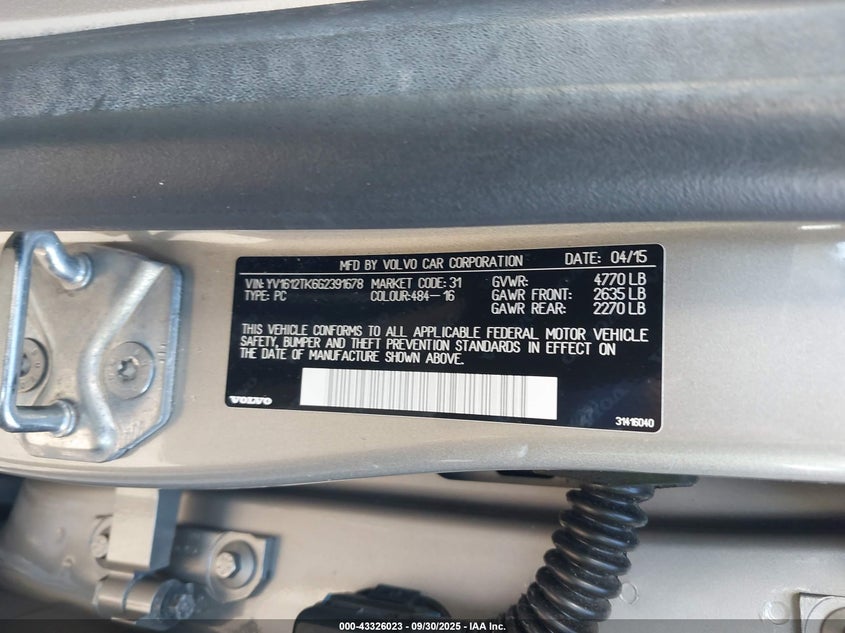 MFD BY VOLVO CAR CORPORATION DATE: 04/15
VIN: YV1612TK6G2391678 MARKET CODE: 31 GVWR: 4770 LB
TYPE: PC COLOUR:484-16 GAWR FRONT: 2635 LB
GAWR REAR: 2270 LB
THIS VEHICLE CONFORMS TO ALL APPLICABLE FEDERAL MOTOR VEHICLE
SAFETY, BUMPER AND THEFT PREVENTION STANDARDS IN EFFECT ON
THE DATE OF MANUFACTURE SHOWN ABOVE.
VOLVO
31416040
000-43326023 - 09/30/2025 - IAA Inc.